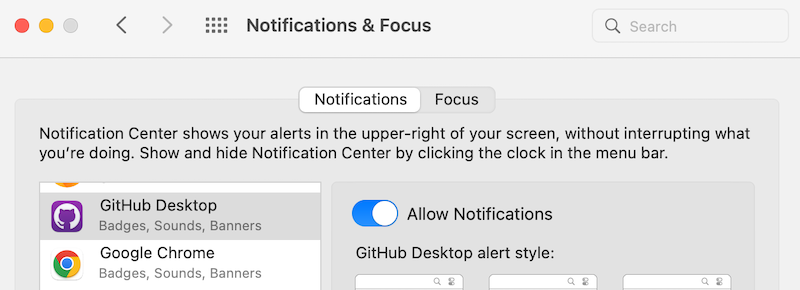 Notifications & Focus
Search
Notifications
Focus
Notification Center shows your alerts in the upper-right of your screen, without interrupting what
you're doing. Show and hide Notification Center by clicking the clock in the menu bar.
GitHub Desktop
Badges, Sounds, Banners
Google Chrome
Badges, Sounds, Banners
Allow Notifications
GitHub Desktop alert style: